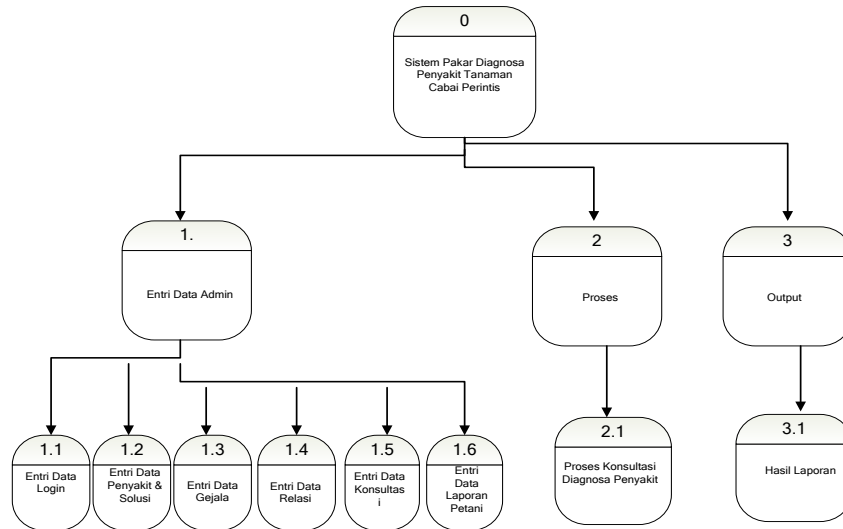 0
Sistem Pakar Diagnosa
Penyakit Tanaman
Cabai Perintis
1.
Entri Data Admin
2
Proses
3
Output
1.1
Entri Data
Login
1.2
Entri Data
Penyakit &
Solusi
1.3
Entri Data
Gejala
1.4
Entri Data
Relasi
1.5
Entri Data
Konsultas
i
1.6
Entri
Data
Laporan
Petani
2.1
Proses Konsultasi
Diagnosa Penyakit
3.1
Hasil Laporan